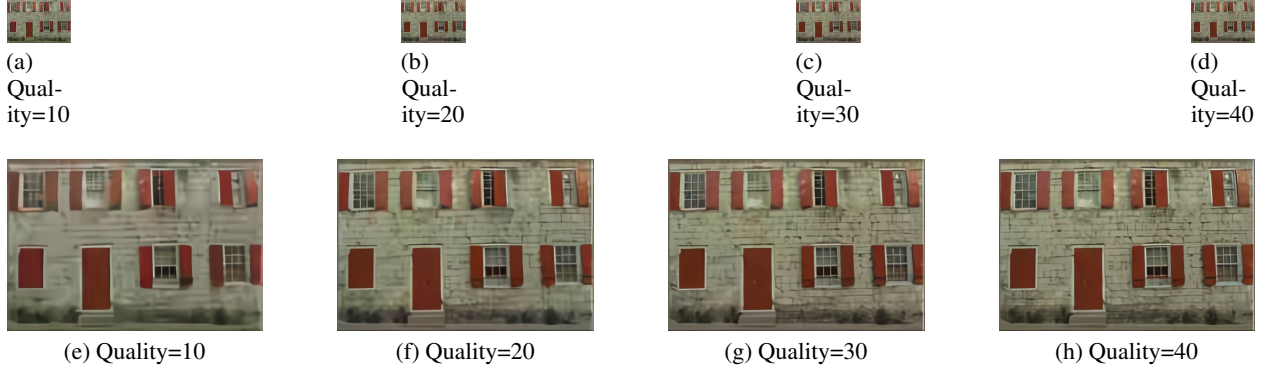 (a)
Qual-
ity=10
(b)
Qual-
ity=20
(c)
Qual-
ity=30
(d)
Qual-
ity=40
(e) Quality=10
(f) Quality=20
(g) Quality=30
(h) Quality=40